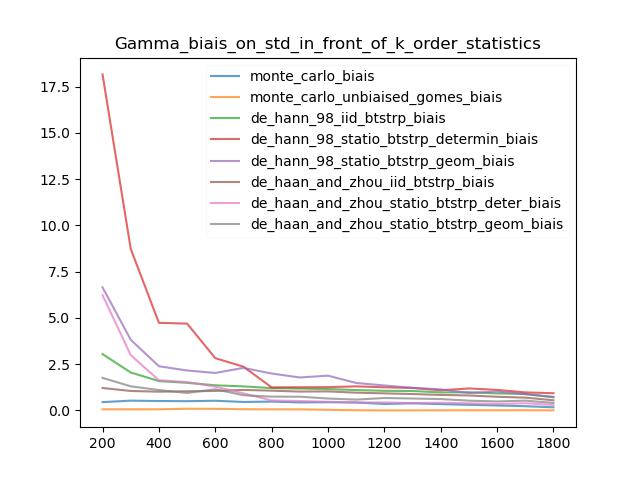 Gamma_biais_on_std_in_front_of_k_order_statistics
monte_carlo_biais
monte_carlo_unbiaised_gomes_biais
de_hann_98_iid_btstrp_biais
de_hann_98_statio_btstrp_determin_biais
de_hann_98_statio_btstrp_geom_biais
de_haan_and_zhou_iid_btstrp_biais
de_haan_and_zhou_statio_btstrp_deter_biais
de_haan_and_zhou_statio_btstrp_geom_biais
17.5
15.0
12.5
10.0
7.5
5.0
2.5
0.0
200 400 600 800 1000 1200 1400 1600 1800